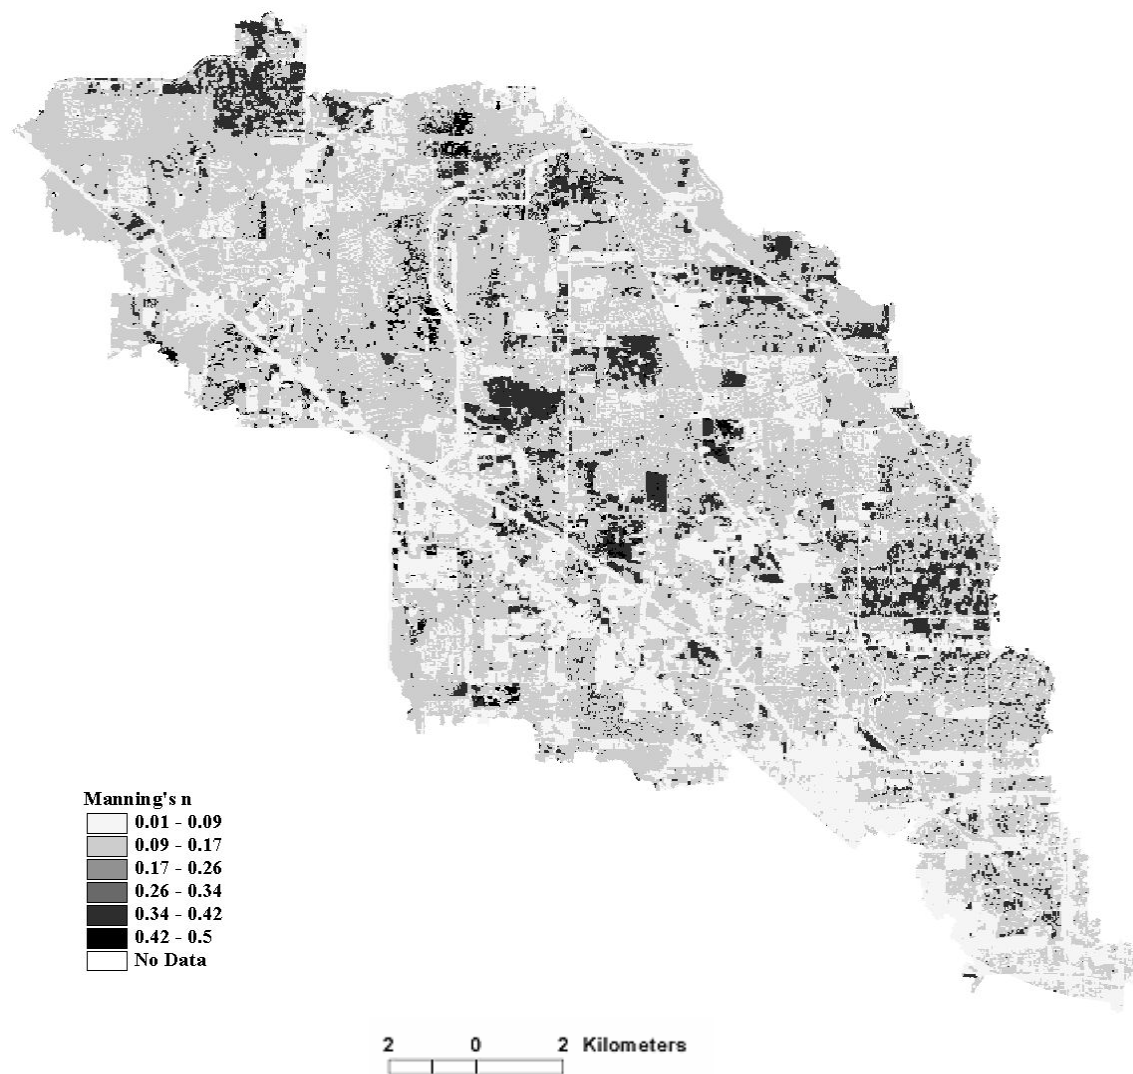 Manning's n
0.01 - 0.09
0.09 - 0.17
0.17 - 0.26
0.26 - 0.34
0.34 - 0.42
0.42 - 0.5
No Data
2 0 2 Kilometers